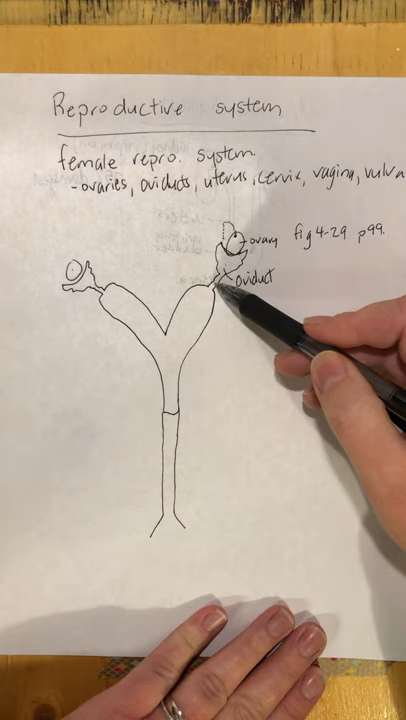 Reproductive system
female repro. system.
- ovaries, oviducts, uterus, cervix, vagina, vulva
ovary fig 4-29 p99.
oviduct